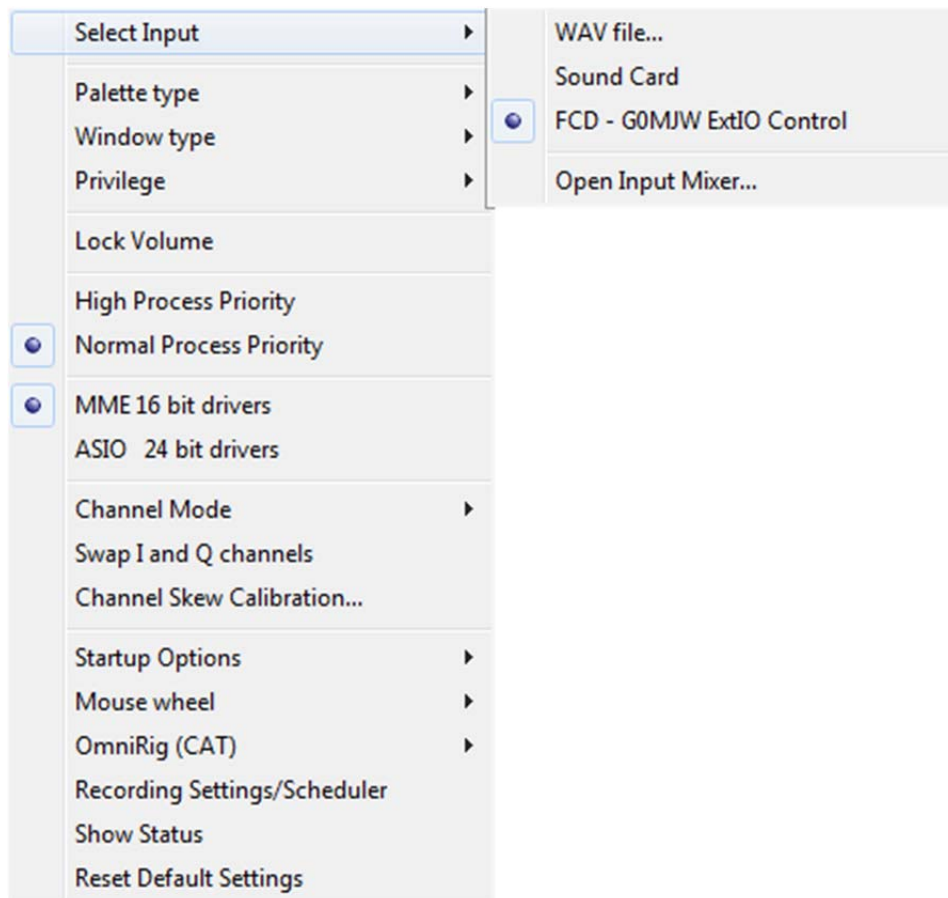 Select Input
Palette type
Window type
Privilege
Lock Volume
High Process Priority
Normal Process Priority
MME 16 bit drivers
ASIO 24 bit drivers
Channel Mode
Swap I and Q channels
Channel Skew Calibration...
Startup Options
Mouse wheel
OmniRig (CAT)
Recording Settings/Scheduler
Show Status
Reset Default Settings
WAV file...
Sound Card
FCD - G0MJW ExtIO Control
Open Input Mixer...